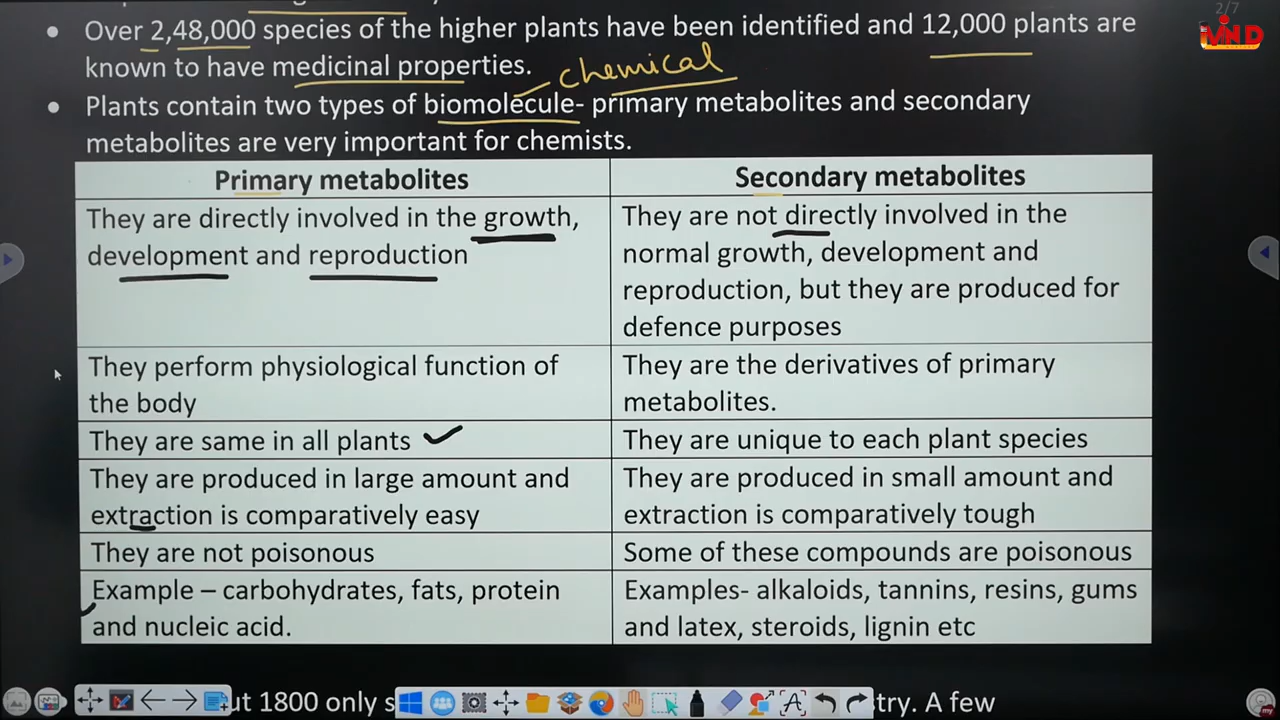 2/7
Over 2,48,000 species of the higher plants have been identified and 12,000 plants are
known to have medicinal properties.
chemical
Plants contain two types of biomolecule- primary metabolites and secondary
metabolites are very important for chemists.
Primary metabolites
Secondary metabolites
They are directly involved in the growth,
development and reproduction
They are not directly involved in the
normal growth, development and
reproduction, but they are produced for
defence purposes
They perform physiological function of
the body
They are the derivatives of primary
metabolites.
They are same in all plants
They are unique to each plant species
They are produced in large amount and
extraction is comparatively easy
They are produced in small amount and
extraction is comparatively tough
They are not poisonous
Some of these compounds are poisonous
Example – carbohydrates, fats, protein
and nucleic acid.
Examples- alkaloids, tannins, resins, gums
and latex, steroids, lignin etc
1800 only
try. A few